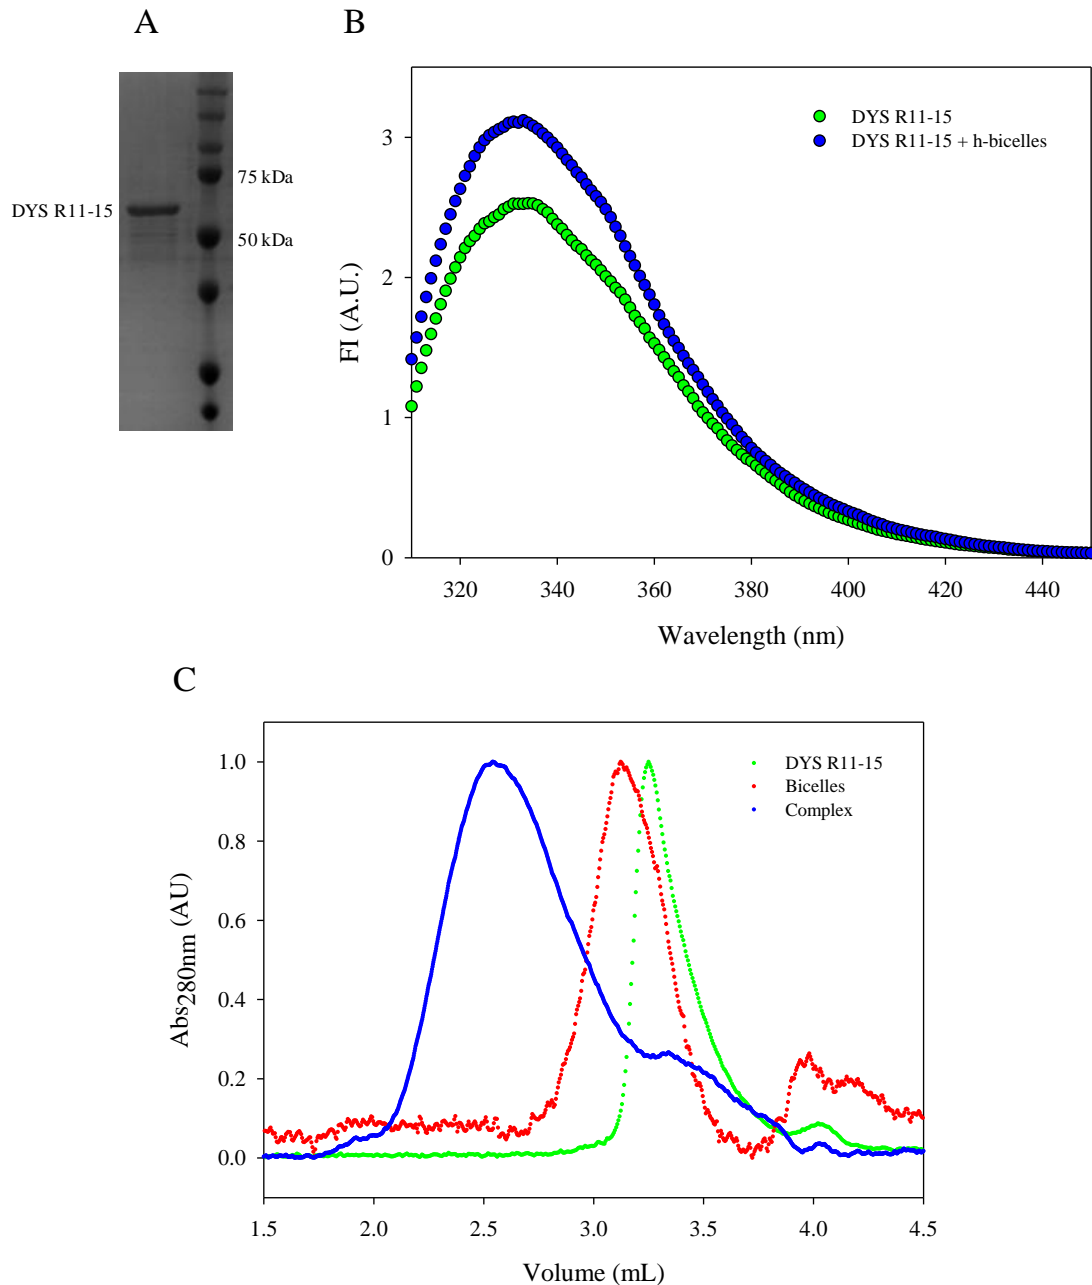 A
B
75 kDa
DYS R11-15
50 kDa
DYS R11-15
DYS R11-15 + h-bicelles
3
2
1
0
FI (A.U.)
320 340 360 380 400 420 440
Wavelength (nm)
C
DYS R11-15
Bicelles
Complex
1.0
0.8
0.6
0.4
0.2
0.0
Abs280nm (AU)
1.5 2.0 2.5 3.0 3.5 4.0 4.5
Volume (mL)